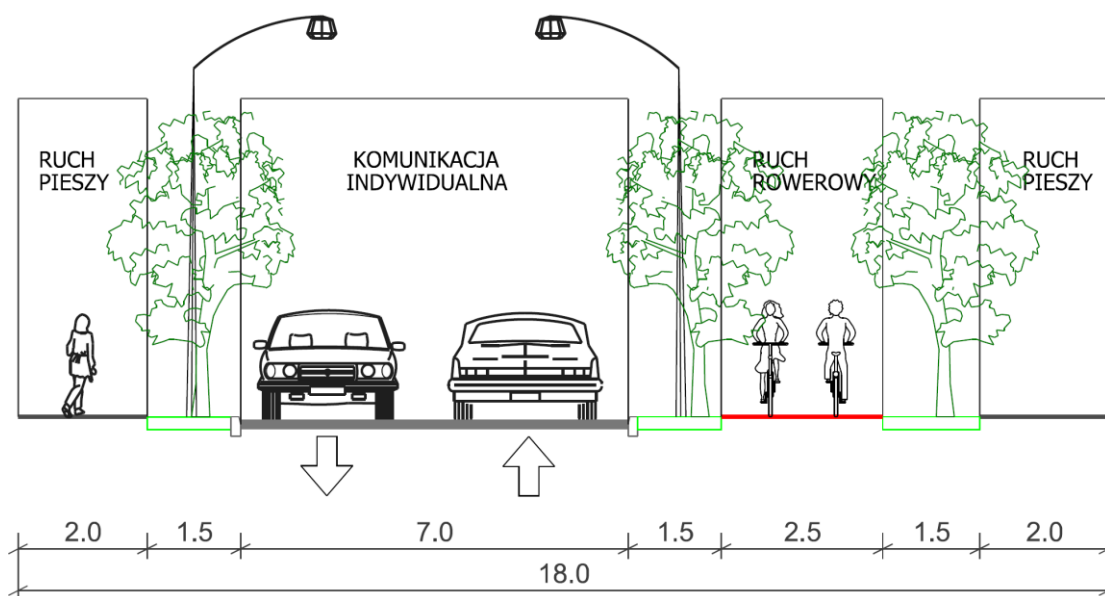 RUCH
PIESZY
KOMUNIKACJA
INDYWIDUALNA
RUCH
ROWEROWY
RUCH
PIESZY
2.0
1.5
7.0
1.5
2.5
1.5
2.0
18.0